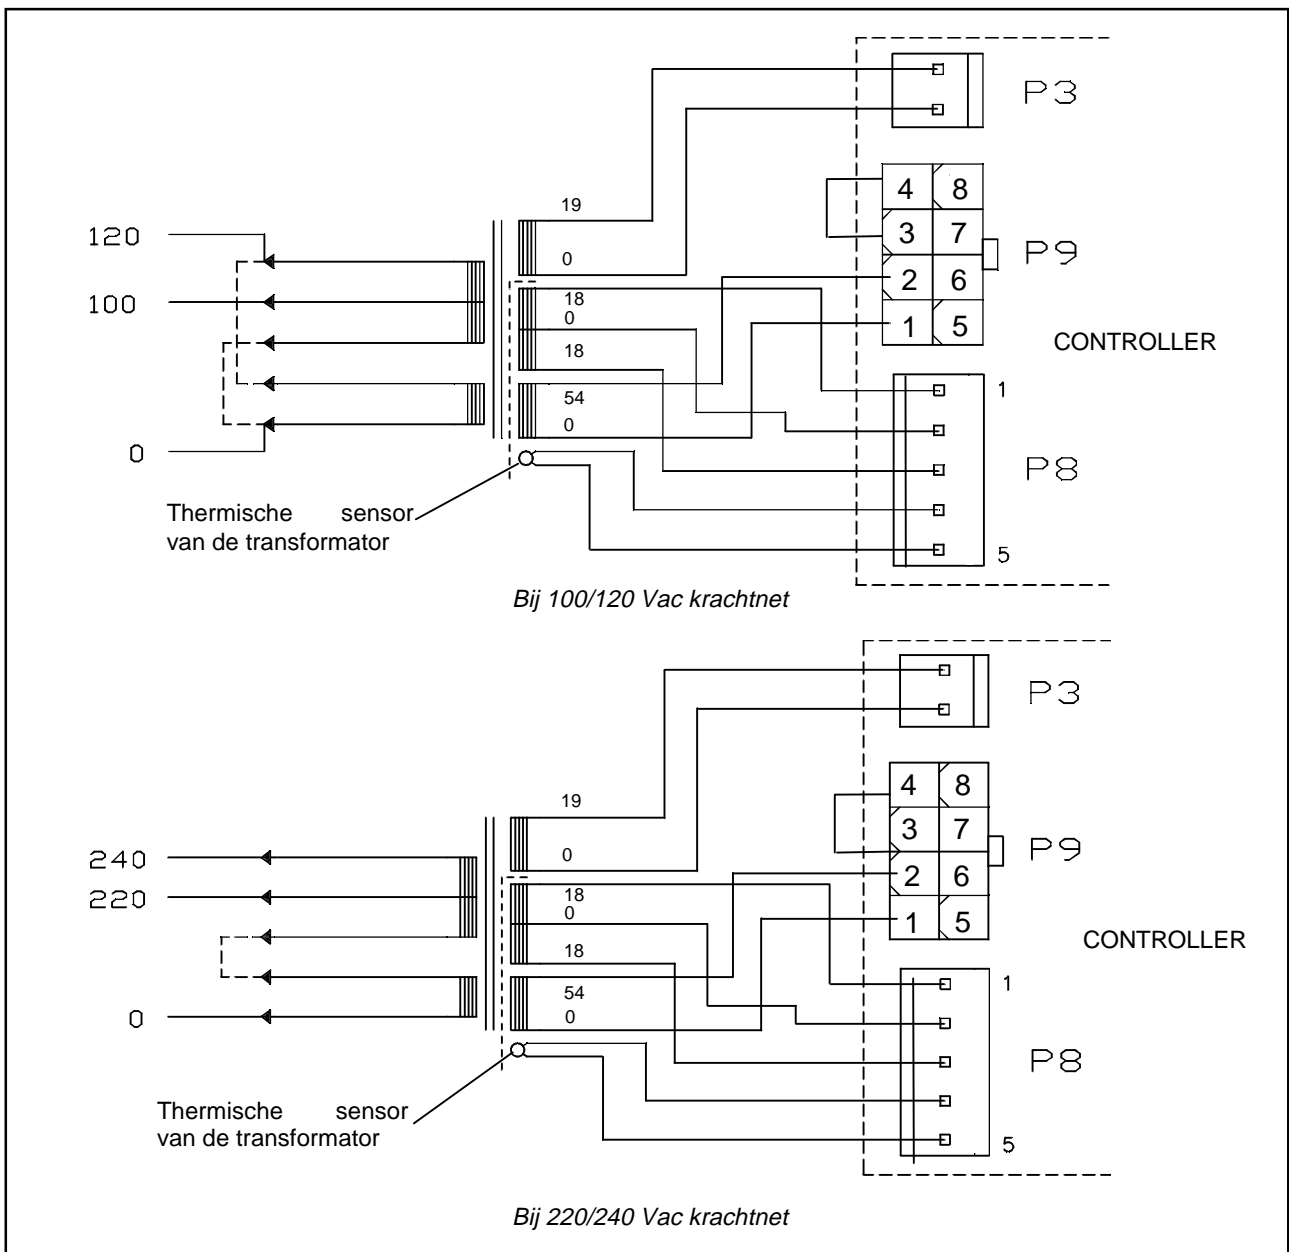 P3
19
4 8
120
0
3 7
P9
2 6
100
18
0
1 5
CONTROLLER
18
1
54
0
0
P8
Thermische sensor
van de transformator
5
Bij 100/120 Vac krachtnet
P3
19
4 8
3 7
P9
240
0
2 6
220
18
0
1 5
CONTROLLER
18
1
54
0
0
P8
Thermische sensor
van de transformator
5
Bij 220/240 Vac krachtnet